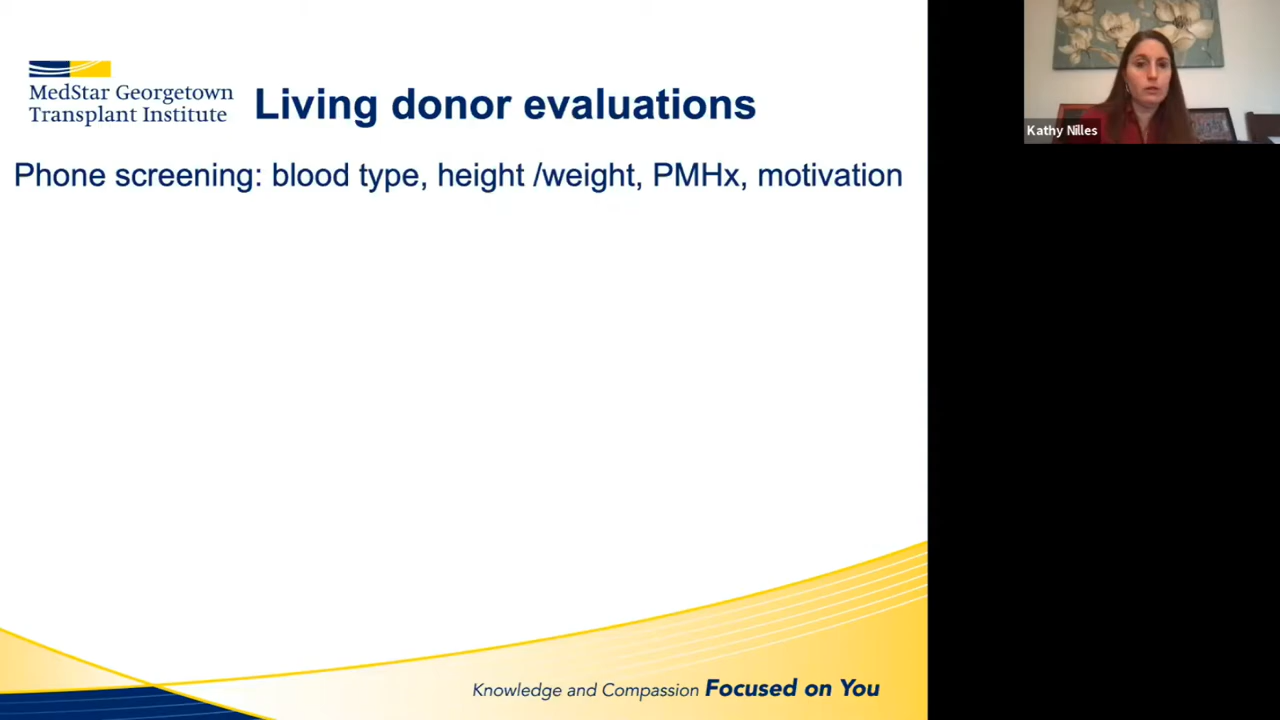 MedStar Georgetown
Transplant Institute
Living donor evaluations
Kathy Nilles
Phone screening: blood type, height /weight, PMHx, motivation
Knowledge and Compassion Focused on You